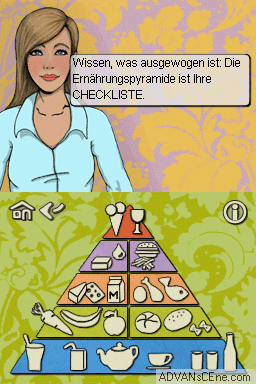 Wissen, was ausgewogen ist: Die
Ernährungspyramide ist Ihre
CHECKLISTE.
i
M
ADVANsCEne.com